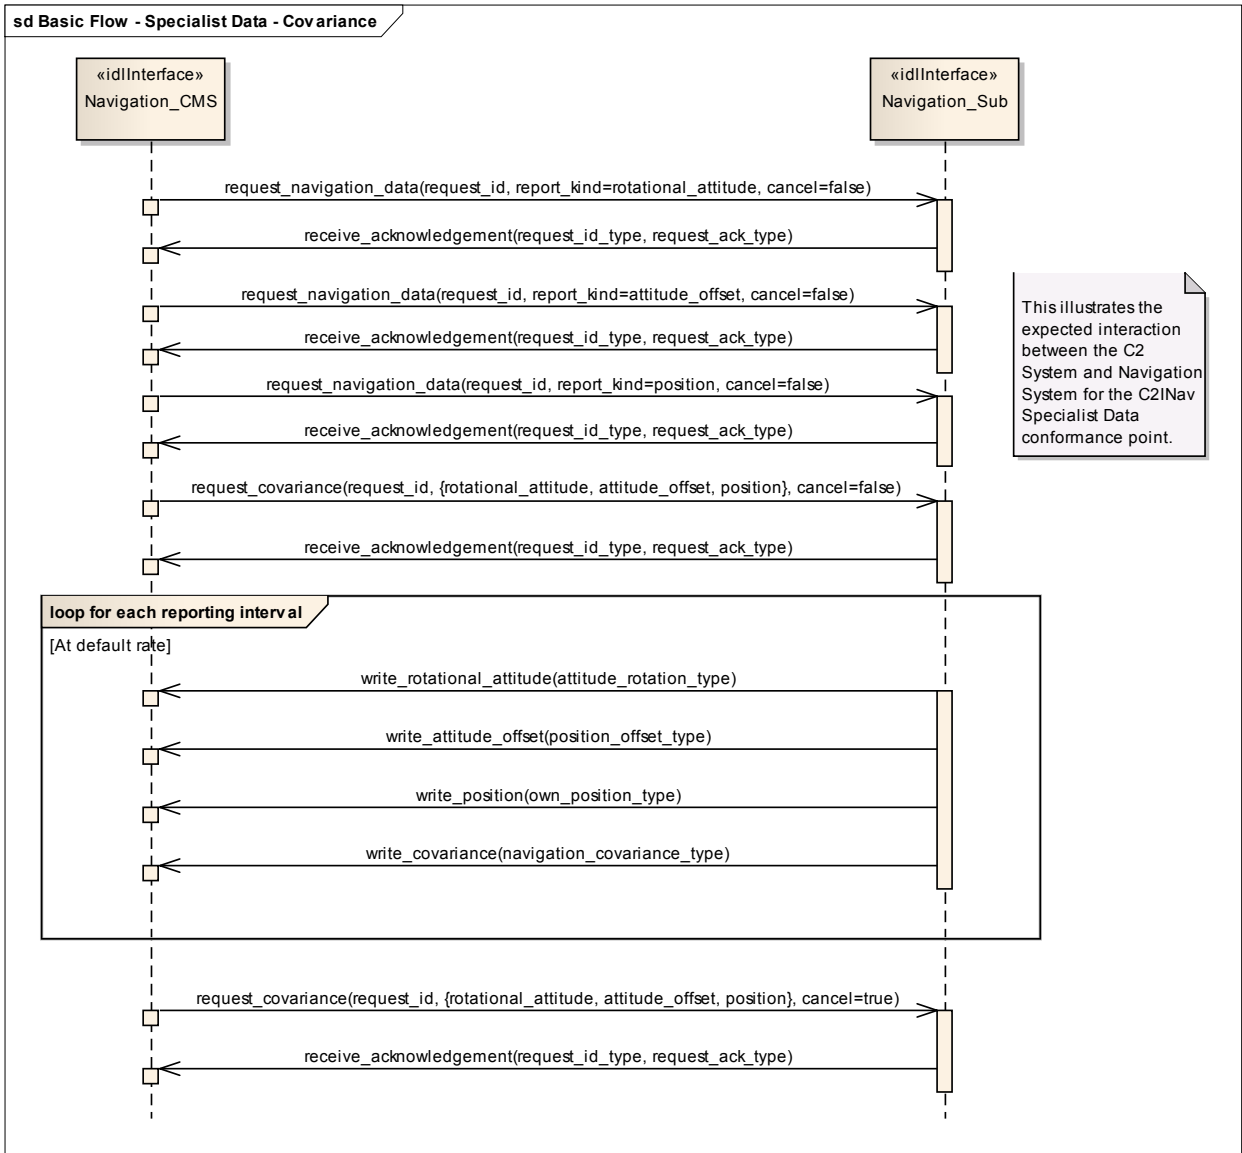 sd Basic Flow - Specialist Data - Covariance
«idlInterface»
Navigation_CMS
«idlInterface»
Navigation_Sub
request_navigation_data(request_id, report_kind=rotational_attitude, cancel=false)
receive_acknowledgement(request_id_type, request_ack_type)
request_navigation_data(request_id, report_kind=attitude_offset, cancel=false)
receive_acknowledgement(request_id_type, request_ack_type)
request_navigation_data(request_id, report_kind=position, cancel=false)
receive_acknowledgement(request_id_type, request_ack_type)
request_covariance(request_id, {rotational_attitude, attitude_offset, position}, cancel=false)
receive_acknowledgement(request_id_type, request_ack_type)
This illustrates the
expected interaction
between the C2
System and Navigation
System for the C2INav
Specialist Data
conformance point.
loop for each reporting interval
[At default rate]
write_rotational_attitude(attitude_rotation_type)
write_attitude_offset(position_offset_type)
write_position(own_position_type)
write_covariance(navigation_covariance_type)
request_covariance(request_id, {rotational_attitude, attitude_offset, position}, cancel=true)
receive_acknowledgement(request_id_type, request_ack_type)